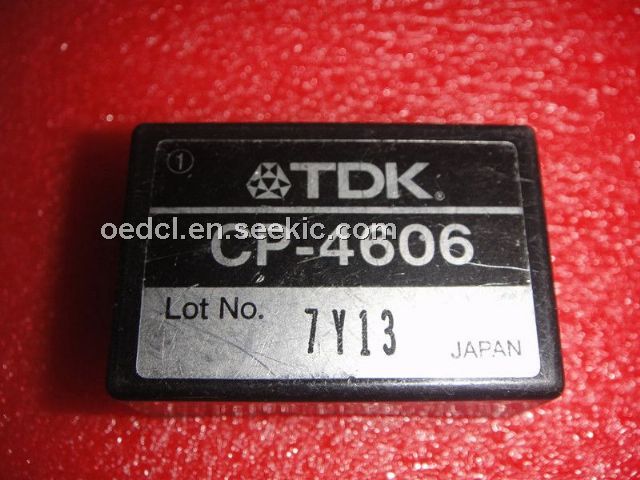 ①
TDK®
oedcl.en.seekic.com
CP-4606
Lot No. 7Y13
JAPAN